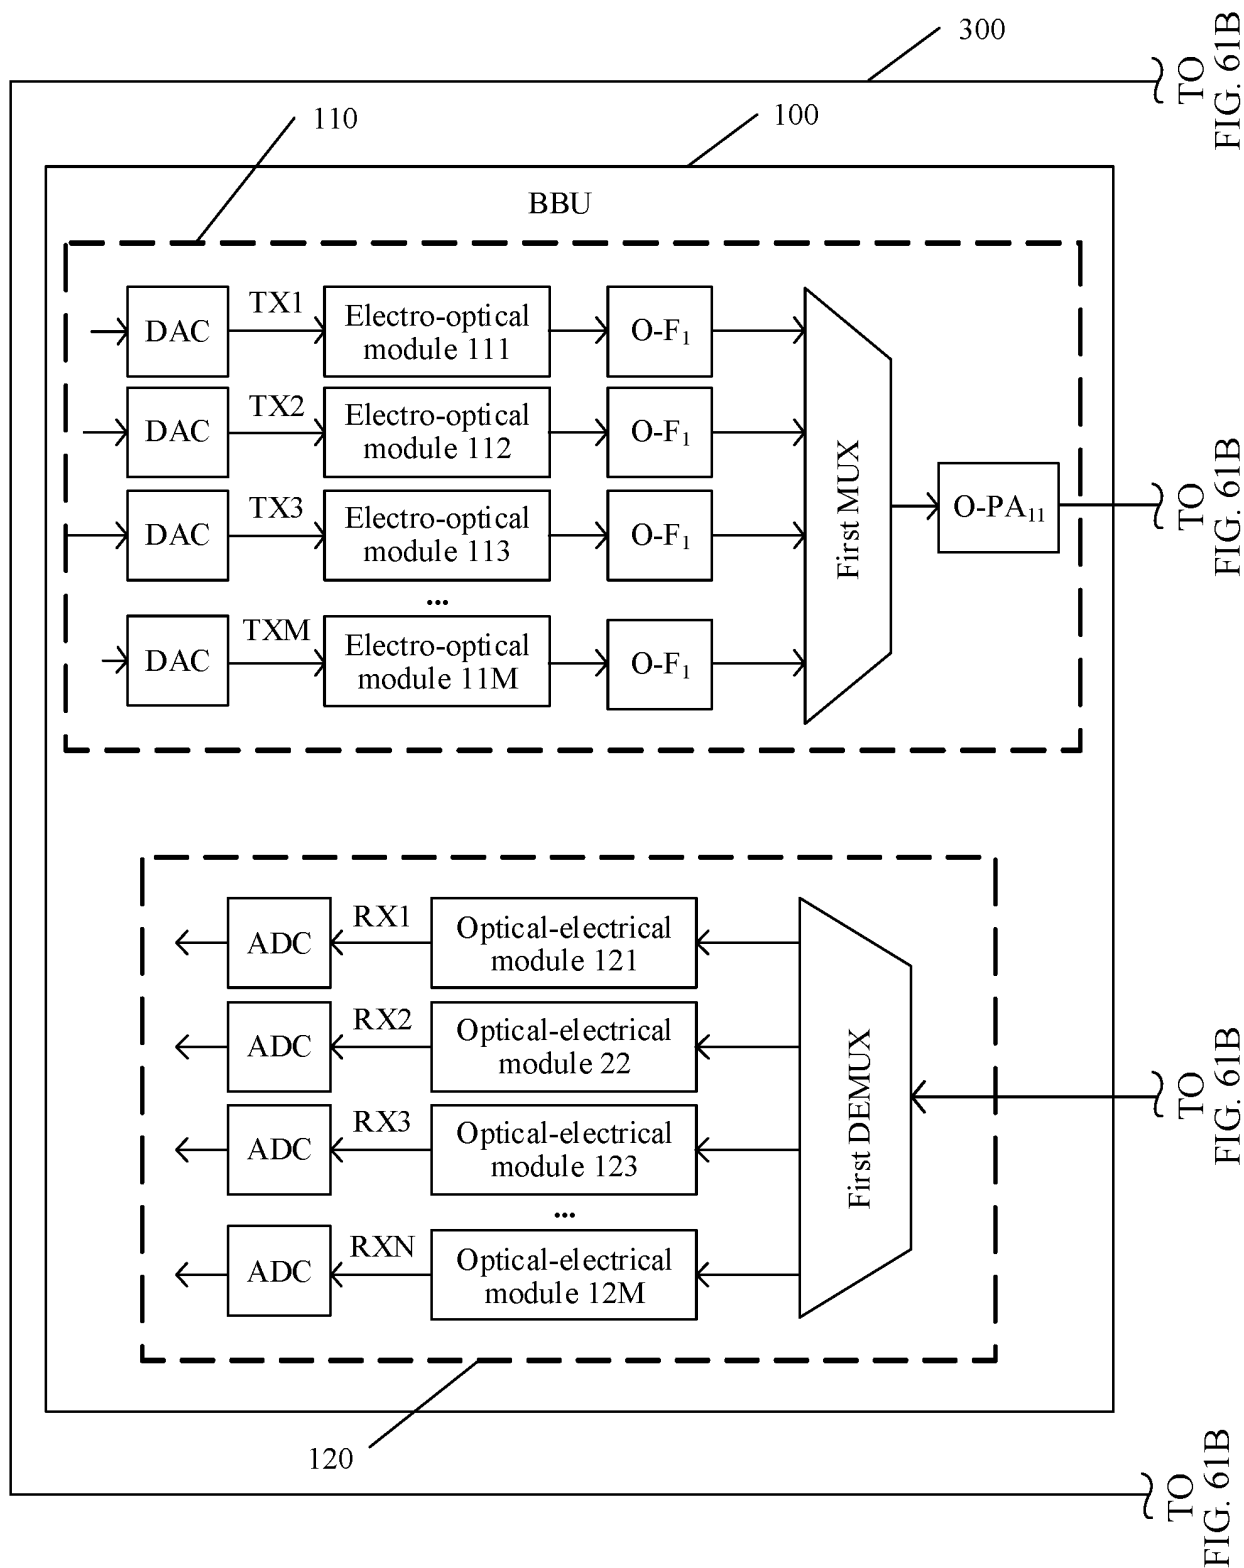 300
TO
FIG. 61B
110
100
BBU
DAC
TX1
Electro-optical
module 111
O-F₁
DAC
TX2
Electro-optical
module 112
O-F₁
DAC
TX3
Electro-optical
module 113
O-F₁
...
DAC
TXM
Electro-optical
module 11M
O-F₁
First MUX
O-PA₁₁
TO
FIG. 61B
ADC
RX1
Optical-electrical
module 121
ADC
RX2
Optical-electrical
module 22
ADC
RX3
Optical-electrical
module 123
...
ADC
RXN
Optical-electrical
module 12M
First DEMUX
TO
FIG. 61B
120
TO
FIG. 61B